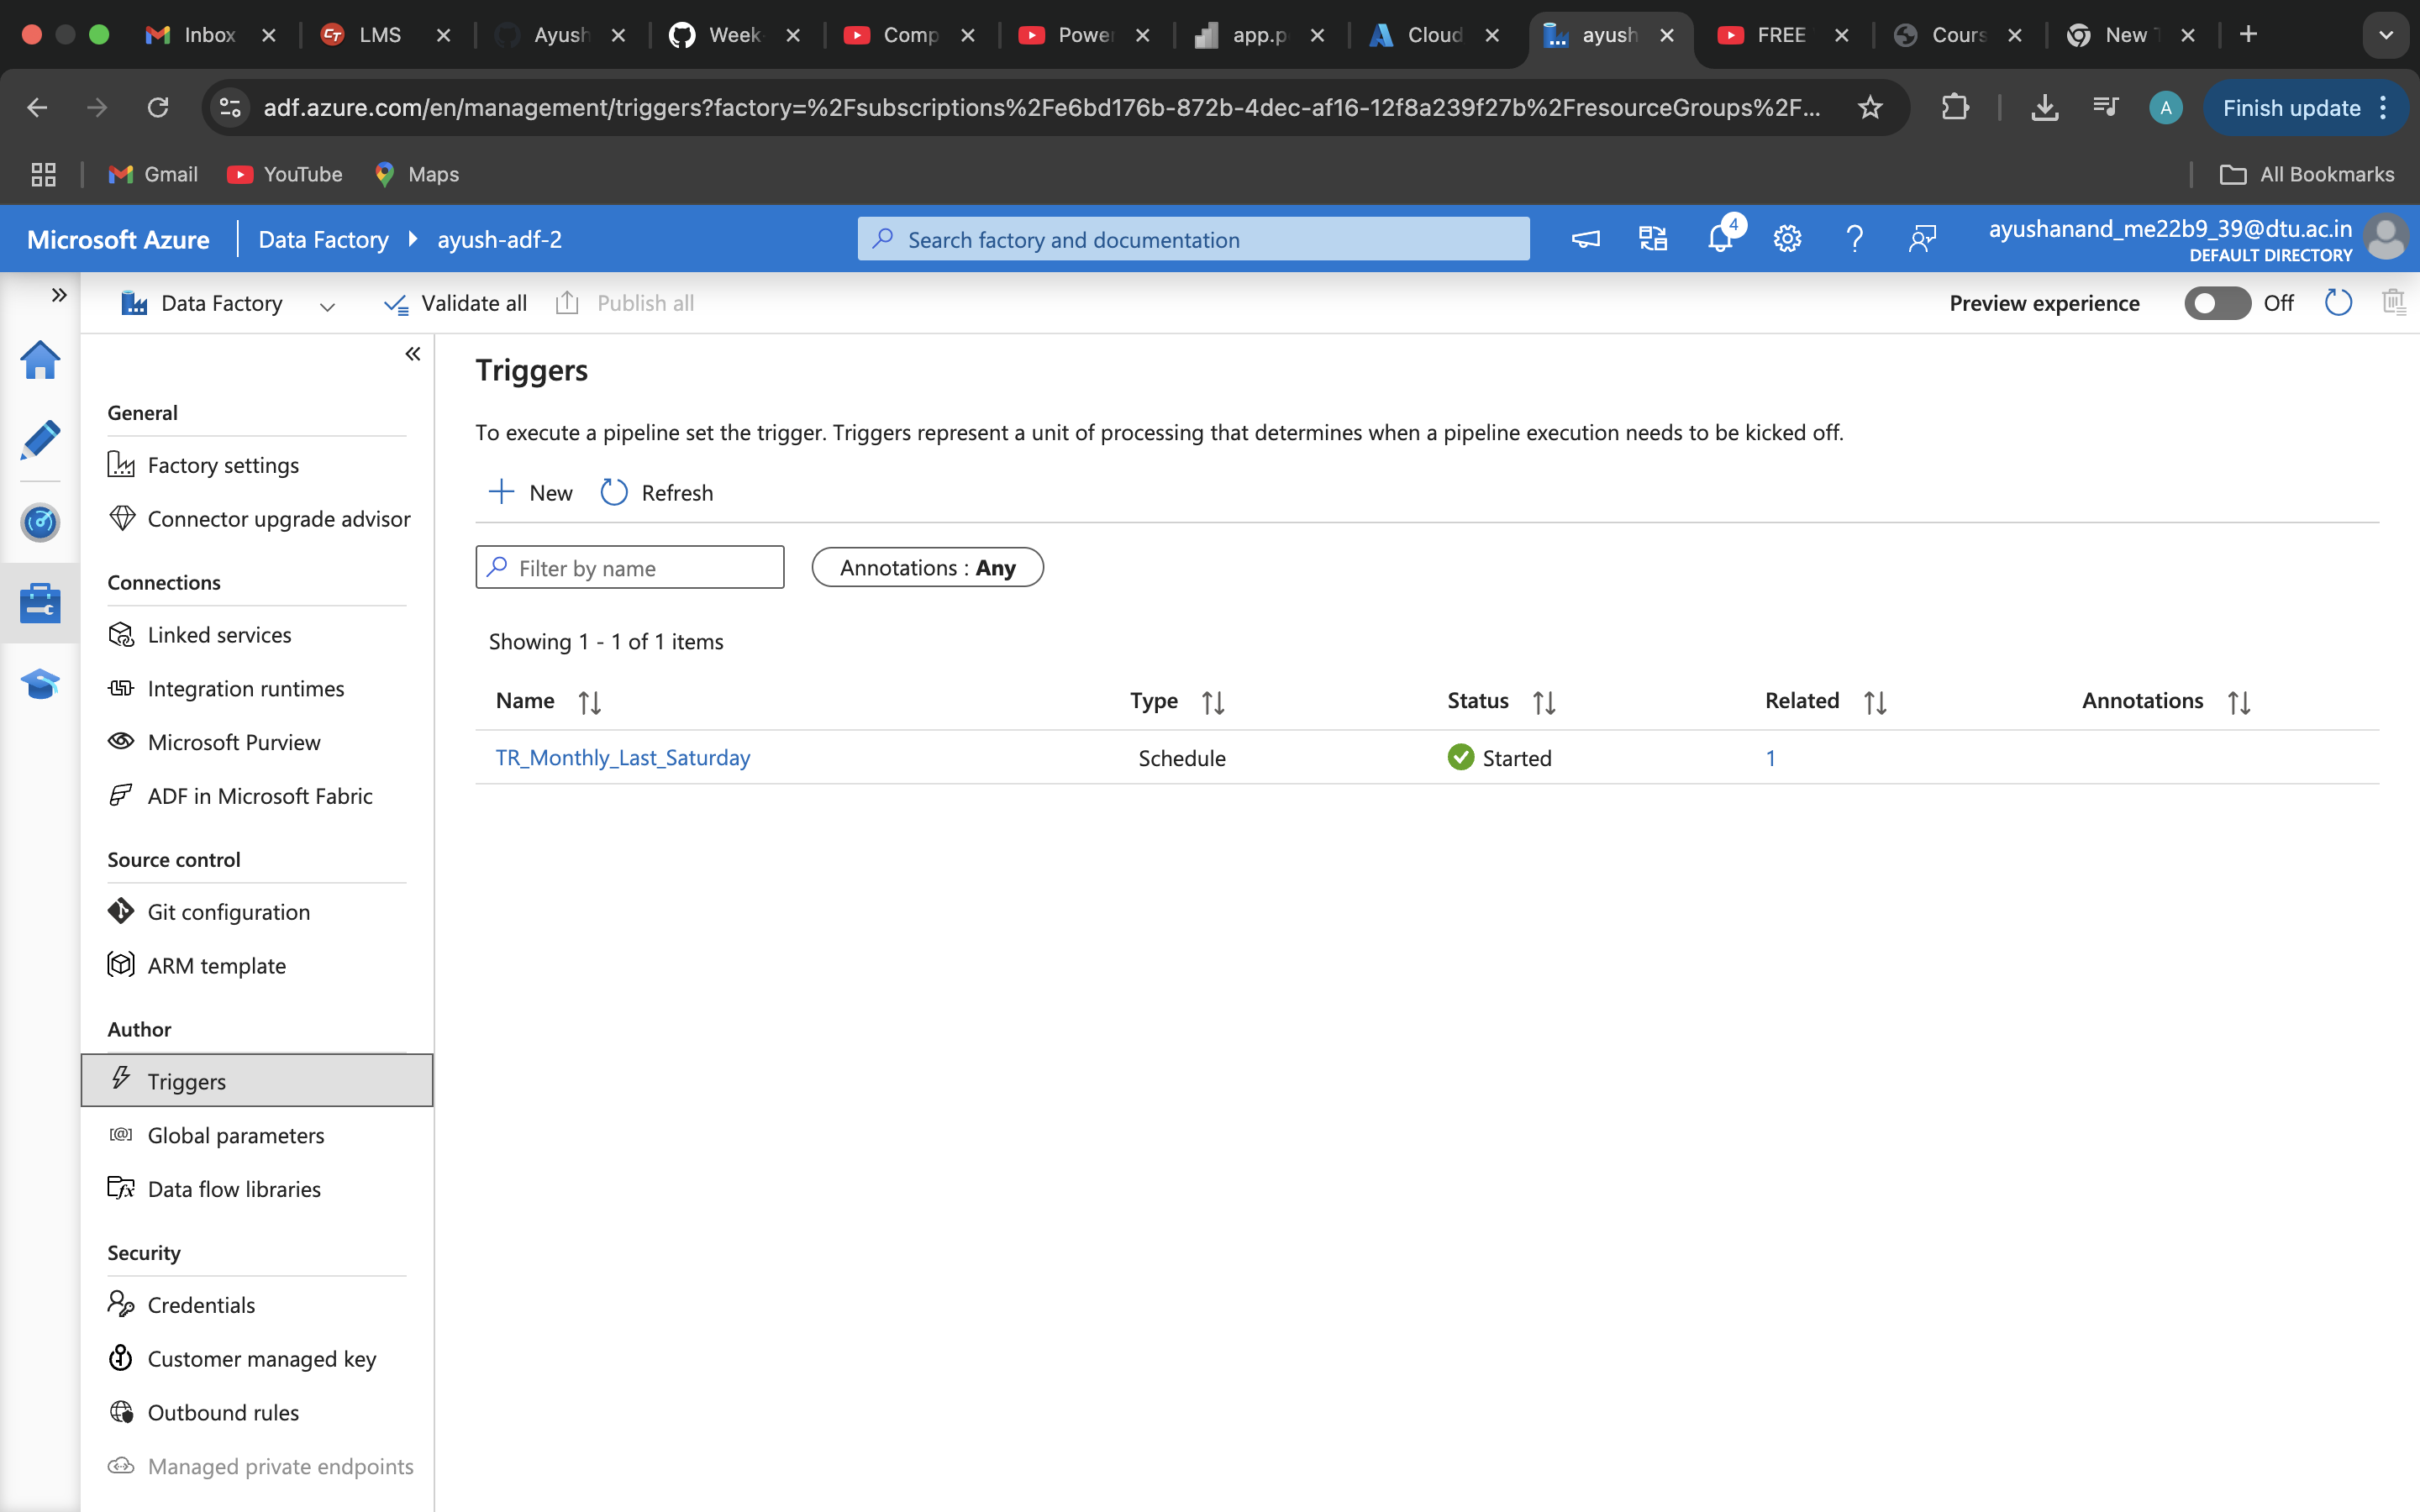 Inbox LMS Ayush Week- Comp Power app.p Cloud ayush FREE Cours New T
adf.azure.com/en/management/triggers?factory=%2Fsubscriptions%2Fe6bd176b-872b-4dec-af16-12f8a239f27b%2FresourceGroups%2F... A Finish update
Gmail YouTube Maps All Bookmarks
Microsoft Azure Data Factory ayush-adf-2 Search factory and documentation 4 ayushanand_me22b9_39@dtu.ac.in
DEFAULT DIRECTORY
Data Factory Validate all Publish all Preview experience Off
General
Factory settings
Connector upgrade advisor
Connections
Linked services
Integration runtimes
Microsoft Purview
ADF in Microsoft Fabric
Source control
Git configuration
ARM template
Author
Triggers
Global parameters
Data flow libraries
Security
Credentials
Customer managed key
Outbound rules
Managed private endpoints
Triggers
To execute a pipeline set the trigger. Triggers represent a unit of processing that determines when a pipeline execution needs to be kicked off.
New Refresh
Filter by name Annotations : Any
Showing 1 - 1 of 1 items
Name Type Status Related Annotations
TR_Monthly_Last_Saturday Schedule Started 1